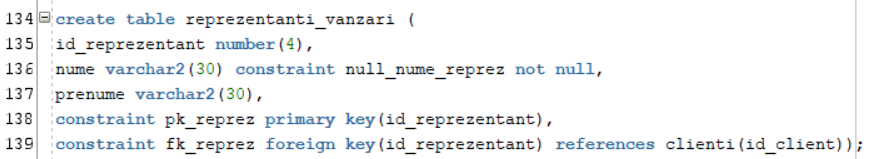 134 create table reprezentanti_vanzari (
135 id_reprezentant number(4),
136 nume varchar2(30) constraint null_nume_reprez not null,
137 prenume varchar2(30),
138 constraint pk_reprez primary key(id_reprezentant),
139 constraint fk_reprez foreign key(id_reprezentant) references clienti(id_client));